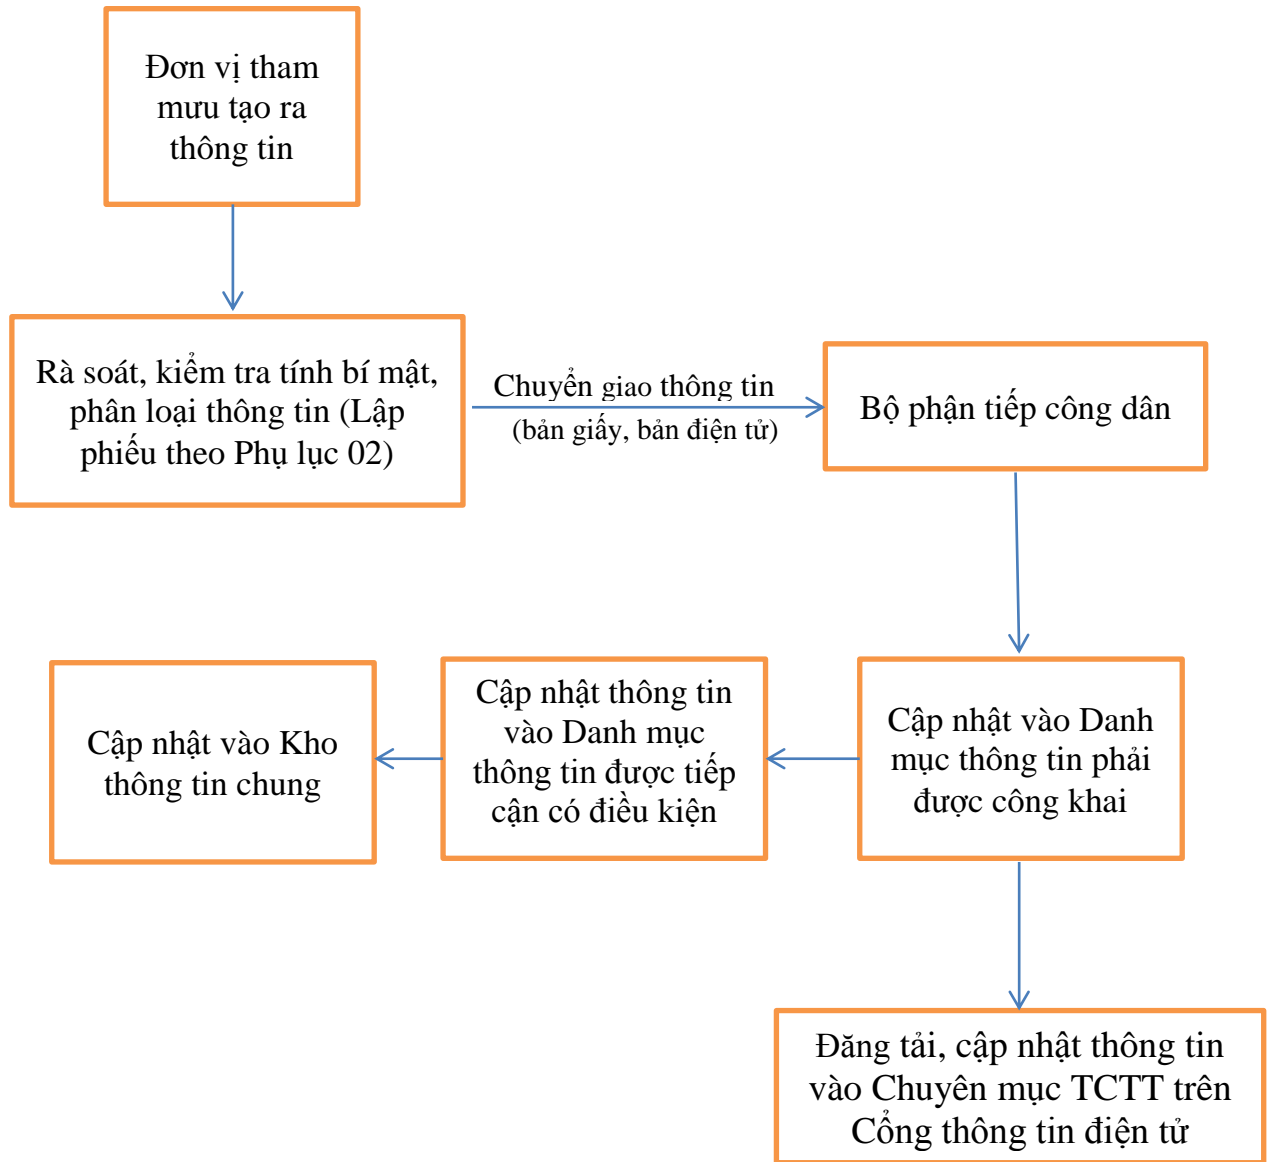 Đơn vị tham
mưu tạo ra
thông tin
Rà soát, kiểm tra tính bí mật,
phân loại thông tin (Lập
phiếu theo Phụ lục 02)
Chuyển giao thông tin
(bản giấy, bản điện tử)
Bộ phận tiếp công dân
Cập nhật vào Danh
mục thông tin phải
được công khai
Cập nhật thông tin
vào Danh mục
thông tin được tiếp
cận có điều kiện
Cập nhật vào Kho
thông tin chung
Đăng tải, cập nhật thông tin
vào Chuyên mục TCTT trên
Cổng thông tin điện tử